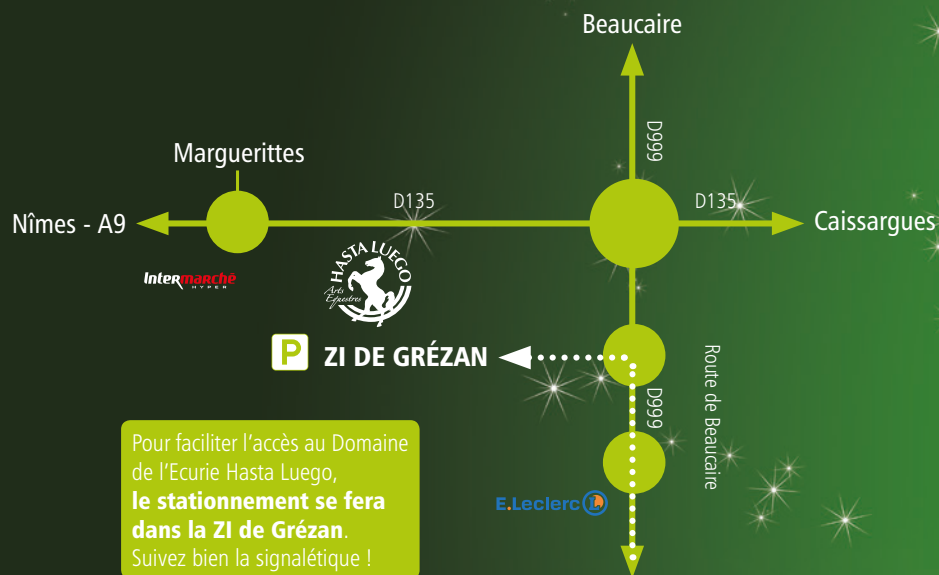 Beaucaire
D999
Marguerittes
D135
D135
Nîmes - A9
Caissargues
Intermarché
HYPER
HASTA LUEGO
Arts
Equestres
P ZI DE GRÉZAN
Route de Beaucaire
D999
Pour faciliter l'accès au Domaine
de l'Ecurie Hasta Luego,
le stationnement se fera
dans la ZI de Grézan.
Suivez bien la signalétique !
E.Leclerc L